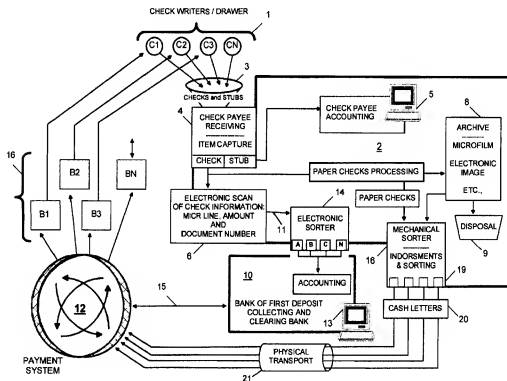 CHECK WRITERS / DRAWER
1
C1
C2
C3
CN
3
CHECKS and STUBS
4
CHECK PAYEE
RECEIVING
ITEM CAPTURE
CHECK
STUB
CHECK PAYEE
ACCOUNTING
5
2
8
ARCHIVE
MICROFILM
ELECTRONIC
IMAGE
ETC.,
16
B1
B2
B3
BN
PAPER CHECKS PROCESSING
PAPER CHECKS
DISPOSAL
9
ELECTRONIC SCAN
OF CHECK INFORMATION:
MICR LINE, AMOUNT
AND
DOCUMENT NUMBER
6
11
14
ELECTRONIC
SORTER
A
B
C
N
MECHANICAL
SORTER
INDORSMENTS
& SORTING
16
19
10
ACCOUNTING
BANK OF FIRST DEPOSIT
COLLECTING AND
CLEARING BANK
13
15
12
CASH LETTERS
20
PAYMENT
SYSTEM
PHYSICAL
TRANSPORT
21